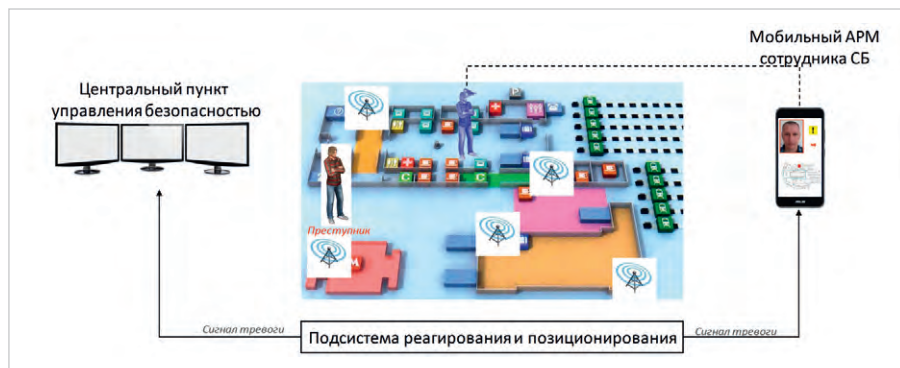 Мобильный АРМ
сотрудника СБ
Центральный пункт
управления безопасностью
P
C
C
Преступник
M
Сигнал тревоги
Подсистема реагирования и позиционирования
Сигнал тревоги